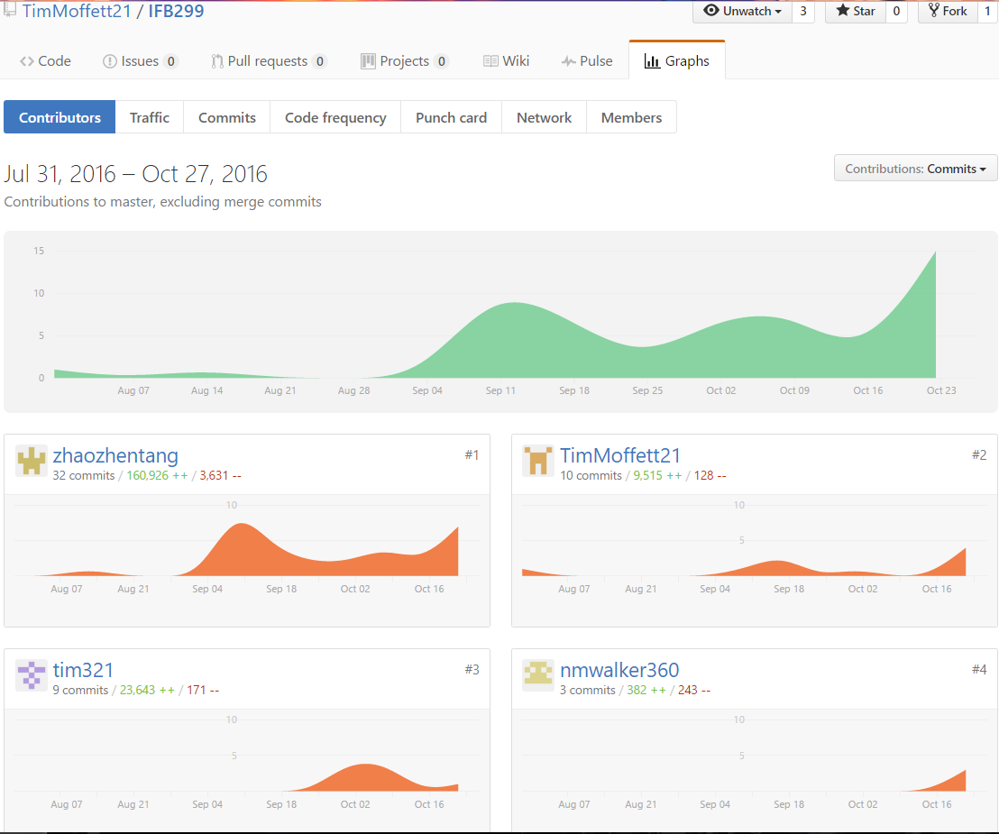 TimMoffett21 / IFB299
Unwatch 3 Star 0 Fork 1
Code Issues 0 Pull requests 0 Projects 0 Wiki Pulse Graphs
Contributors Traffic Commits Code frequency Punch card Network Members
Jul 31, 2016 – Oct 27, 2016
Contributions: Commits
Contributions to master, excluding merge commits
15
10
5
0
Aug 07 Aug 14 Aug 21 Aug 28 Sep 04 Sep 11 Sep 18 Sep 25 Oct 02 Oct 09 Oct 16 Oct 23
zhaozhentang #1
32 commits / 160,926 ++ / 3,631 --
10
Aug 07 Aug 21 Sep 04 Sep 18 Oct 02 Oct 16
TimMoffett21 #2
10 commits / 9,515 ++ / 128 --
10
5
Aug 07 Aug 21 Sep 04 Sep 18 Oct 02 Oct 16
tim321 #3
9 commits / 23,643 ++ / 171 --
10
5
Aug 07 Aug 21 Sep 04 Sep 18 Oct 02 Oct 16
nmwalker360 #4
3 commits / 382 ++ / 243 --
10
5
Aug 07 Aug 21 Sep 04 Sep 18 Oct 02 Oct 16